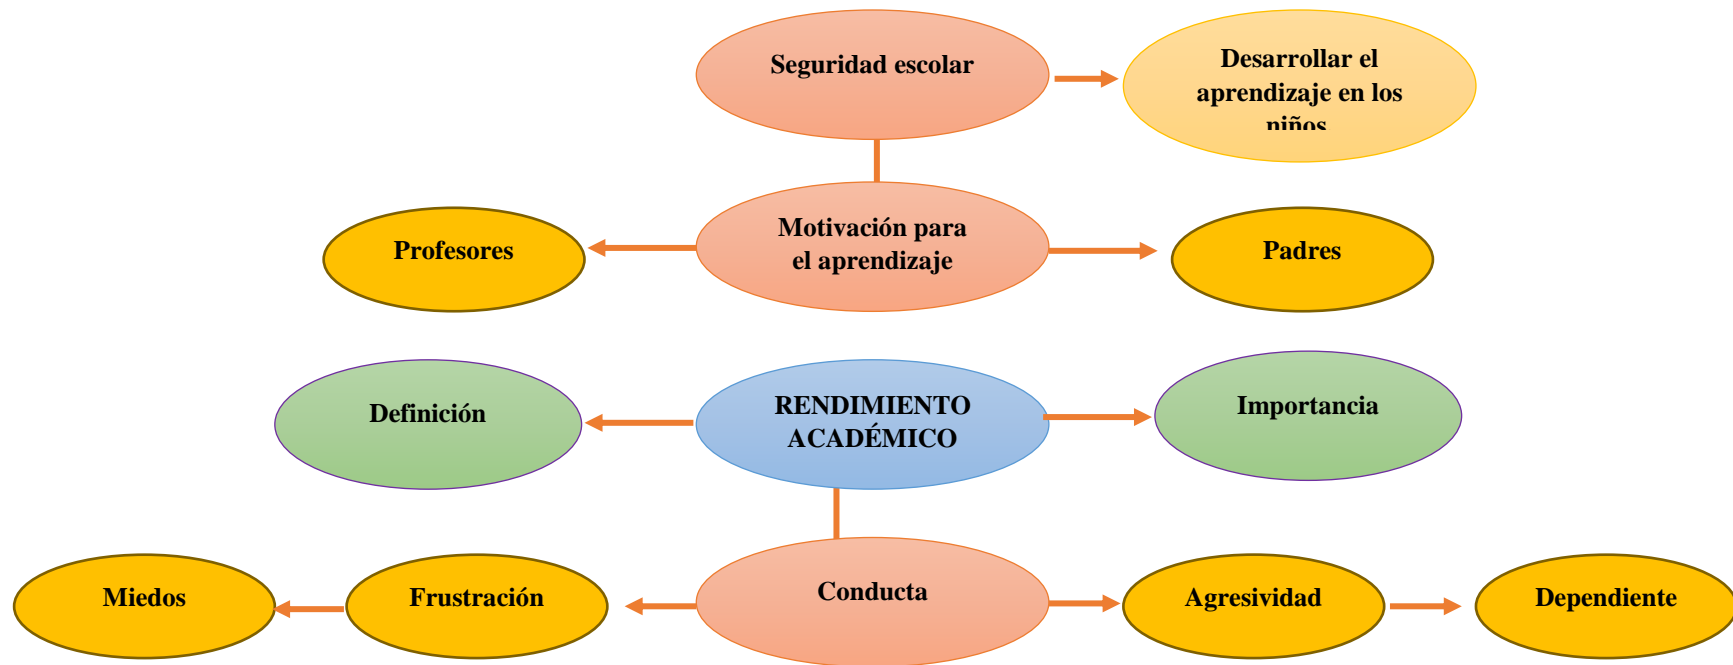 Seguridad escolar
Desarrollar el
aprendizaje en los
niños
Profesores
Motivación para
el aprendizaje
Padres
Definición
RENDIMIENTO
ACADÉMICO
Importancia
Miedos
Frustración
Conducta
Agresividad
Dependiente